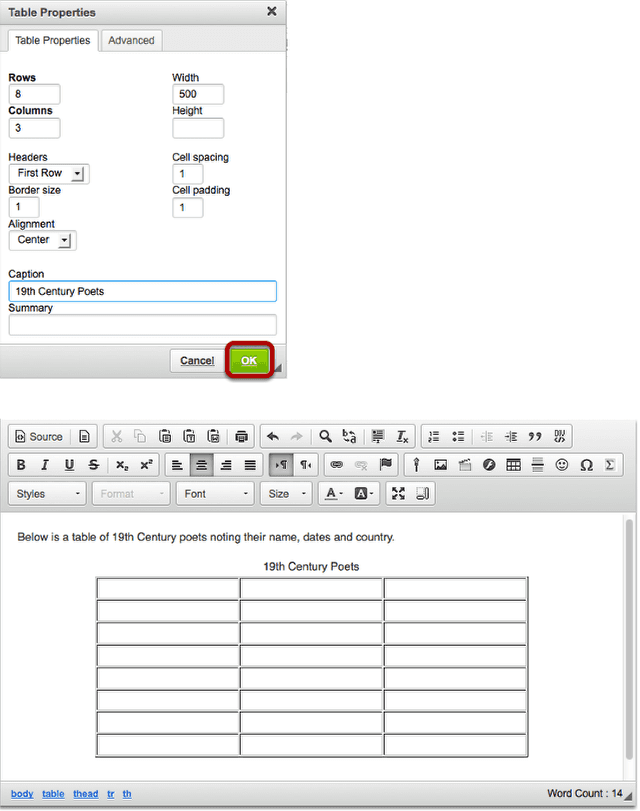 Table Properties
Table Properties Advanced
Rows Width
8 500
Columns Height
3
Headers Cell spacing
First Row 1
Border size Cell padding
1 1
Alignment
Center
Caption
19th Century Poets
Summary
Cancel OK
Source
B I U S x₂ x² ¶ ¶ Ω Σ
Styles Format Font Size A A
Below is a table of 19th Century poets noting their name, dates and country.
19th Century Poets
body table thead tr th Word Count : 14